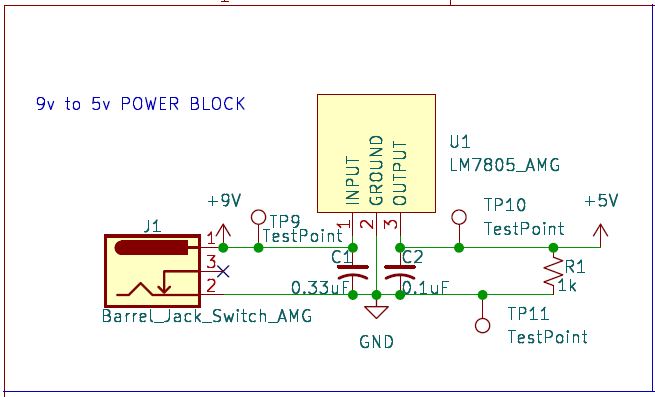 9v to 5v POWER BLOCK
U1
LM7805_AMG
INPUT
GROUND
OUTPUT
1
2
3
+9V
TP9
TestPoint
TP10
TestPoint
+5V
J1
1
3
2
C1
0.33uF
C2
0.1uF
R1
1k
Barrel_Jack_Switch_AMG
GND
TP11
TestPoint